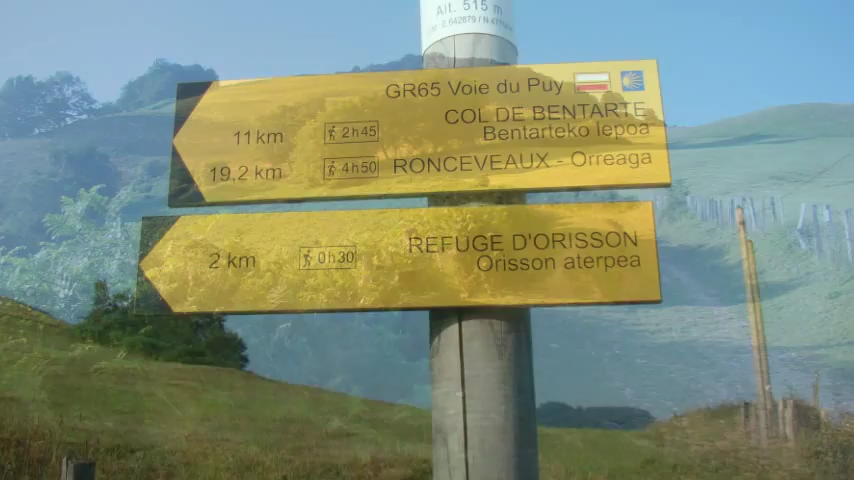 Alt. 515 m
GR65 Voie du Puy
COL DE BENTARTE
11 km 2h45 Bentarteko lepoa
19,2 km 4h50 RONCEVEAUX - Orreaga
REFUGE D'ORISSON
2 km 0h30 Orisson aterpea